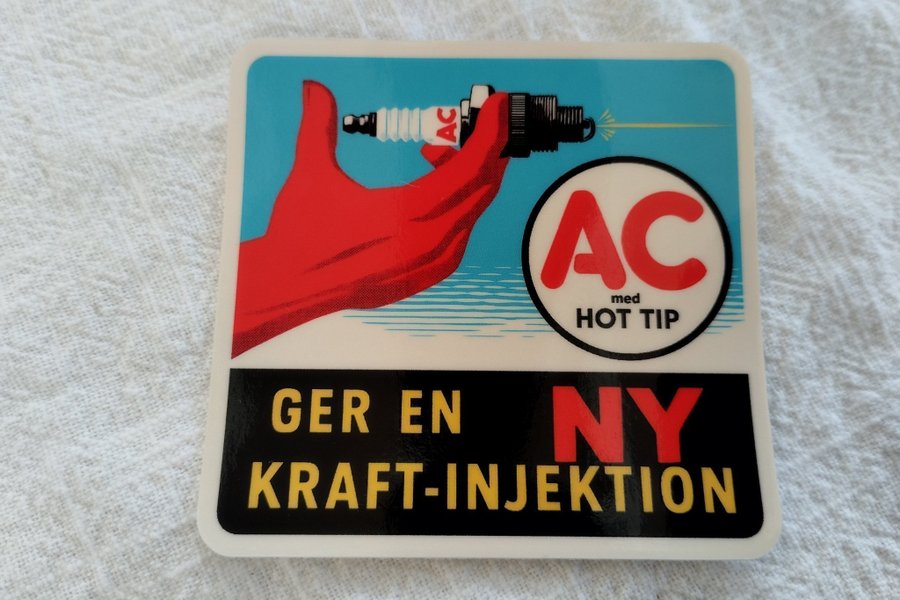 AC
AC
med
HOT TIP
GER EN NY
KRAFT-INJEKTION